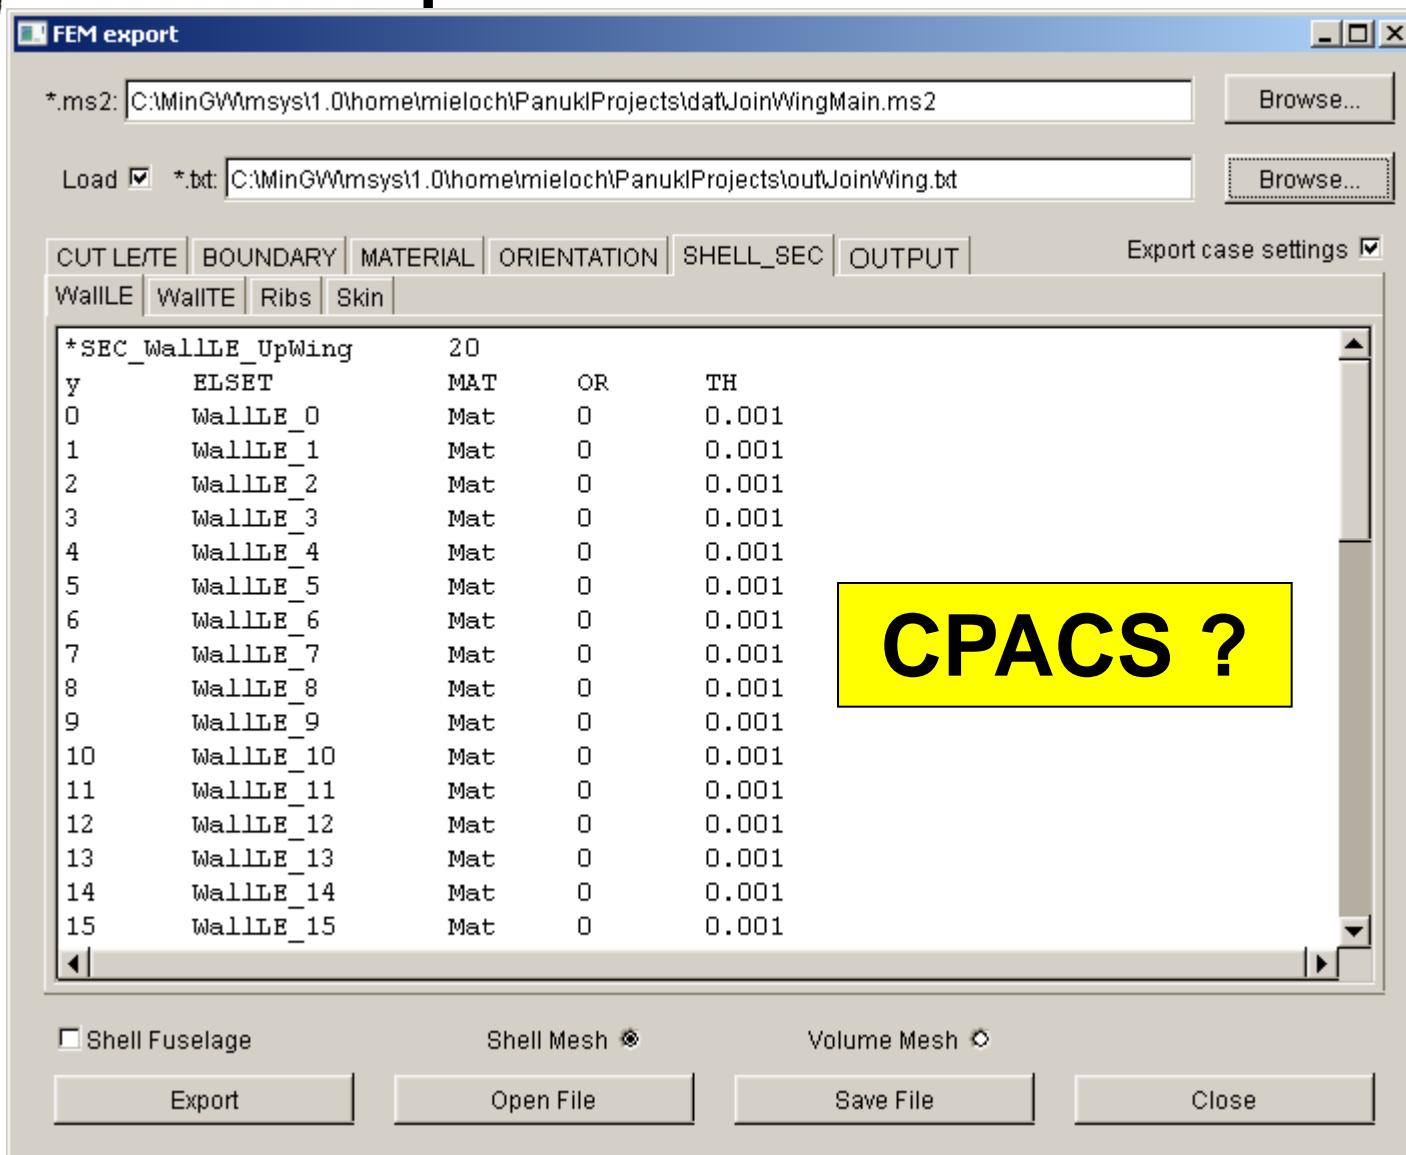 FEM export
*.ms2: C:\MinGW\msys\1.0\home\mieloch\PanuklProjects\dat\JoinWingMain.ms2 Browse...
Load *.txt: C:\MinGW\msys\1.0\home\mieloch\PanuklProjects\out\JoinWing.txt Browse...
CUT LE/TE BOUNDARY MATERIAL ORIENTATION SHELL_SEC OUTPUT Export case settings
WallLE WallTE Ribs Skin
*SEC_WallLE_UpWing 20
y ELSET MAT OR TH
0 WallLE_0 Mat 0 0.001
1 WallLE_1 Mat 0 0.001
2 WallLE_2 Mat 0 0.001
3 WallLE_3 Mat 0 0.001
4 WallLE_4 Mat 0 0.001
5 WallLE_5 Mat 0 0.001
6 WallLE_6 Mat 0 0.001
7 WallLE_7 Mat 0 0.001
8 WallLE_8 Mat 0 0.001
9 WallLE_9 Mat 0 0.001
10 WallLE_10 Mat 0 0.001
11 WallLE_11 Mat 0 0.001
12 WallLE_12 Mat 0 0.001
13 WallLE_13 Mat 0 0.001
14 WallLE_14 Mat 0 0.001
15 WallLE_15 Mat 0 0.001
CPACS ?
Shell Fuselage Shell Mesh Volume Mesh
Export Open File Save File Close